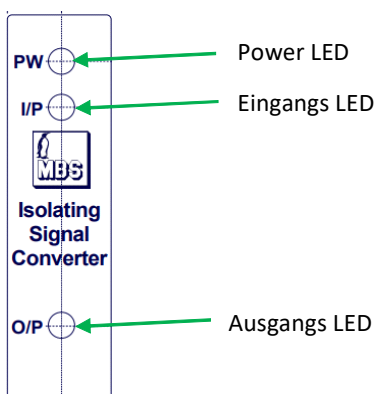 PW
Power LED
I/P
Eingangs LED
MBS
Isolating
Signal
Converter
O/P
Ausgangs LED